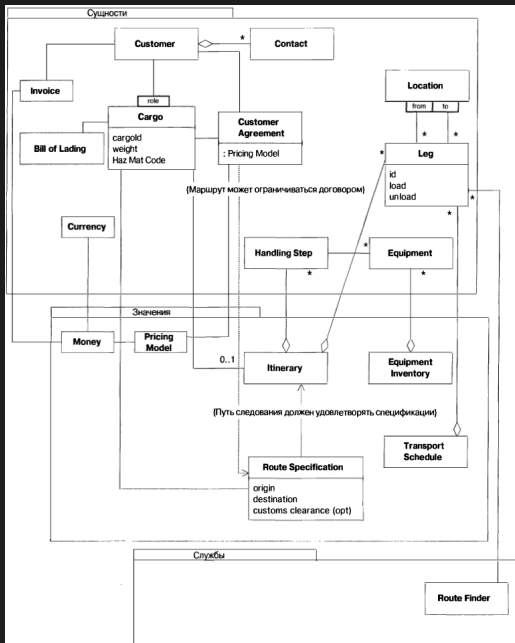 Сущности
Customer
*
Contact
Invoice
Location
role
from
to
Cargo
cargoId
weight
Haz Mat Code
Customer
Agreement
: Pricing Model
Bill of Lading
*
*
*
Leg
id
load
unload
*
*
{Маршрут может ограничиваться договором}
Currency
Handling Step
*
*
Equipment
*
Значения
Money
Pricing
Model
0..1
Itinerary
Equipment
Inventory
{Путь следования должен удовлетворять спецификации}
Transport
Schedule
Route Specification
origin
destination
customs clearance (opt)
Службы
Route Finder